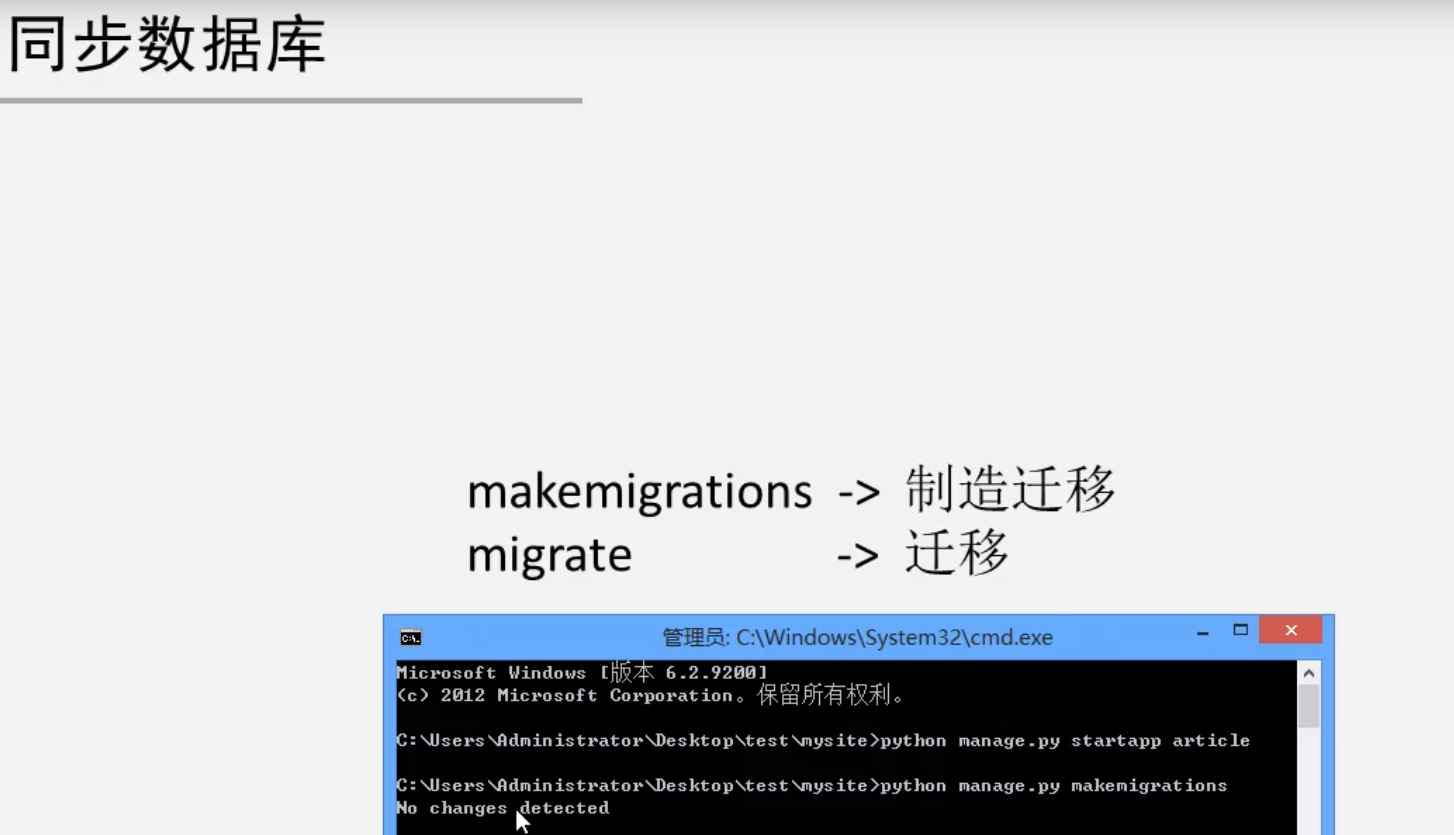 同步数据库
makemigrations -> 制造迁移
migrate -> 迁移
管理员: C:\Windows\System32\cmd.exe
Microsoft Windows [版本 6.2.9200]
(c) 2012 Microsoft Corporation。保留所有权利。
C:\Users\Administrator\Desktop\test\mysite>python manage.py startapp article
C:\Users\Administrator\Desktop\test\mysite>python manage.py makemigrations
No changes detected